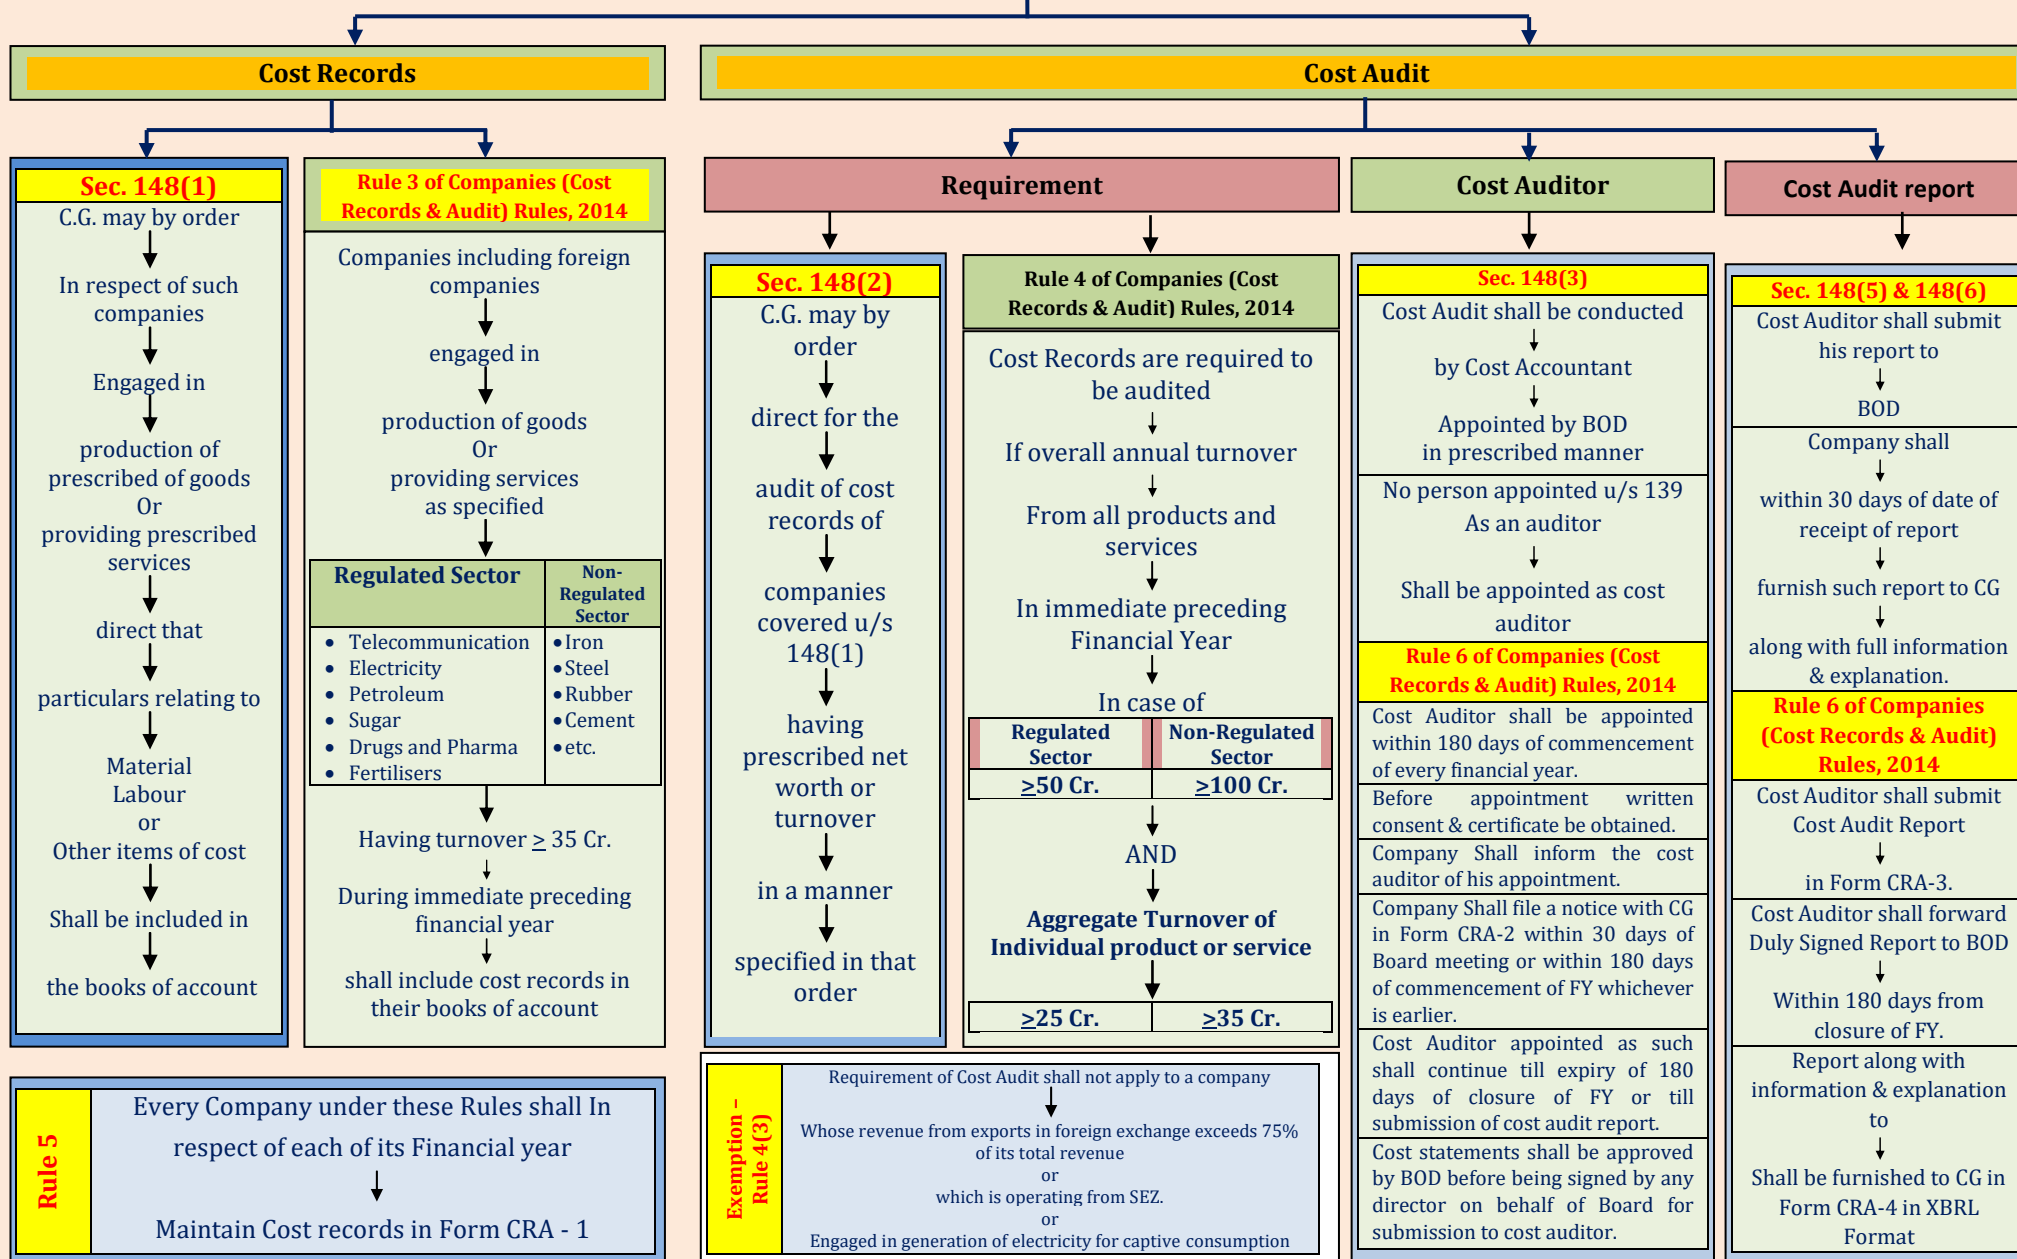 Cost Records
Cost Audit
Sec. 148(1)
C.G. may by order
In respect of such
companies
Engaged in
production of
prescribed of goods
Or
providing prescribed
services
direct that
particulars relating to
Material
Labour
or
Other items of cost
Shall be included in
the books of account
Rule 3 of Companies (Cost
Records & Audit) Rules, 2014
Companies including foreign
companies
engaged in
production of goods
Or
providing services
as specified
Regulated Sector
Non-
Regulated
Sector
• Telecommunication
• Electricity
• Petroleum
• Sugar
• Drugs and Pharma
• Fertilisers
• Iron
• Steel
• Rubber
• Cement
• etc.
Having turnover ≥ 35 Cr.
During immediate preceding
financial year
shall include cost records in
their books of account
Rule 5
Every Company under these Rules shall In
respect of each of its Financial year
Maintain Cost records in Form CRA - 1
Requirement
Sec. 148(2)
C.G. may by
order
direct for the
audit of cost
records of
companies
covered u/s
148(1)
having
prescribed net
worth or
turnover
in a manner
specified in that
order
Rule 4 of Companies (Cost
Records & Audit) Rules, 2014
Cost Records are required to
be audited
If overall annual turnover
From all products and
services
In immediate preceding
Financial Year
In case of
Regulated
Sector
Non-Regulated
Sector
≥50 Cr.
≥100 Cr.
AND
Aggregate Turnover of
Individual product or service
≥25 Cr.
≥35 Cr.
Exemption –
Rule 4(3)
Requirement of Cost Audit shall not apply to a company
Whose revenue from exports in foreign exchange exceeds 75%
of its total revenue
or
which is operating from SEZ.
or
Engaged in generation of electricity for captive consumption
Cost Auditor
Sec. 148(3)
Cost Audit shall be conducted
by Cost Accountant
Appointed by BOD
in prescribed manner
No person appointed u/s 139
As an auditor
Shall be appointed as cost
auditor
Rule 6 of Companies (Cost
Records & Audit) Rules, 2014
Cost Auditor shall be appointed
within 180 days of commencement
of every financial year.
Before appointment written
consent & certificate be obtained.
Company Shall inform the cost
auditor of his appointment.
Company Shall file a notice with CG
in Form CRA-2 within 30 days of
Board meeting or within 180 days
of commencement of FY whichever
is earlier.
Cost Auditor appointed as such
shall continue till expiry of 180
days of closure of FY or till
submission of cost audit report.
Cost statements shall be approved
by BOD before being signed by any
director on behalf of Board for
submission to cost auditor.
Cost Audit report
Sec. 148(5) & 148(6)
Cost Auditor shall submit
his report to
BOD
Company shall
within 30 days of date of
receipt of report
furnish such report to CG
along with full information
& explanation.
Rule 6 of Companies
(Cost Records & Audit)
Rules, 2014
Cost Auditor shall submit
Cost Audit Report
in Form CRA-3.
Cost Auditor shall forward
Duly Signed Report to BOD
Within 180 days from
closure of FY.
Report along with
information & explanation
to
Shall be furnished to CG in
Form CRA-4 in XBRL
Format